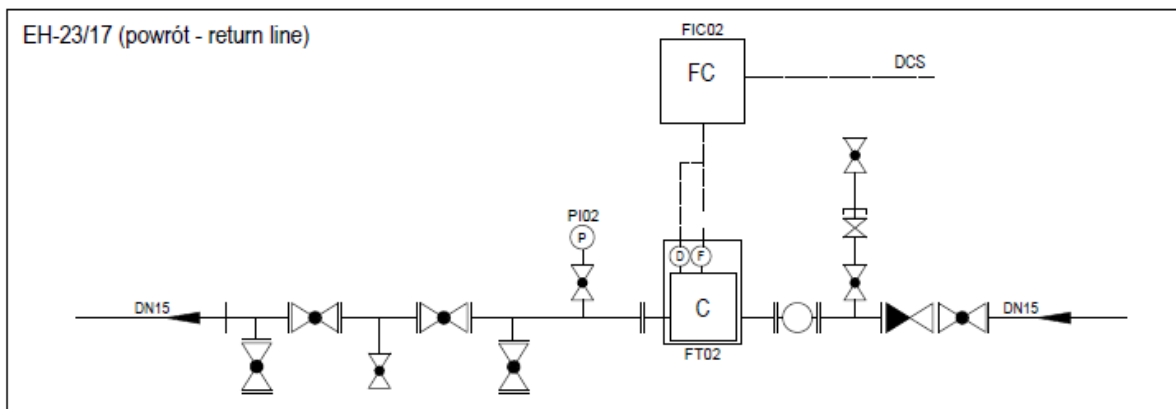 EH-23/17 (powrót - return line)
FIC02
FC
DCS
PI02
P
D
F
C
DN15
DN15
FT02